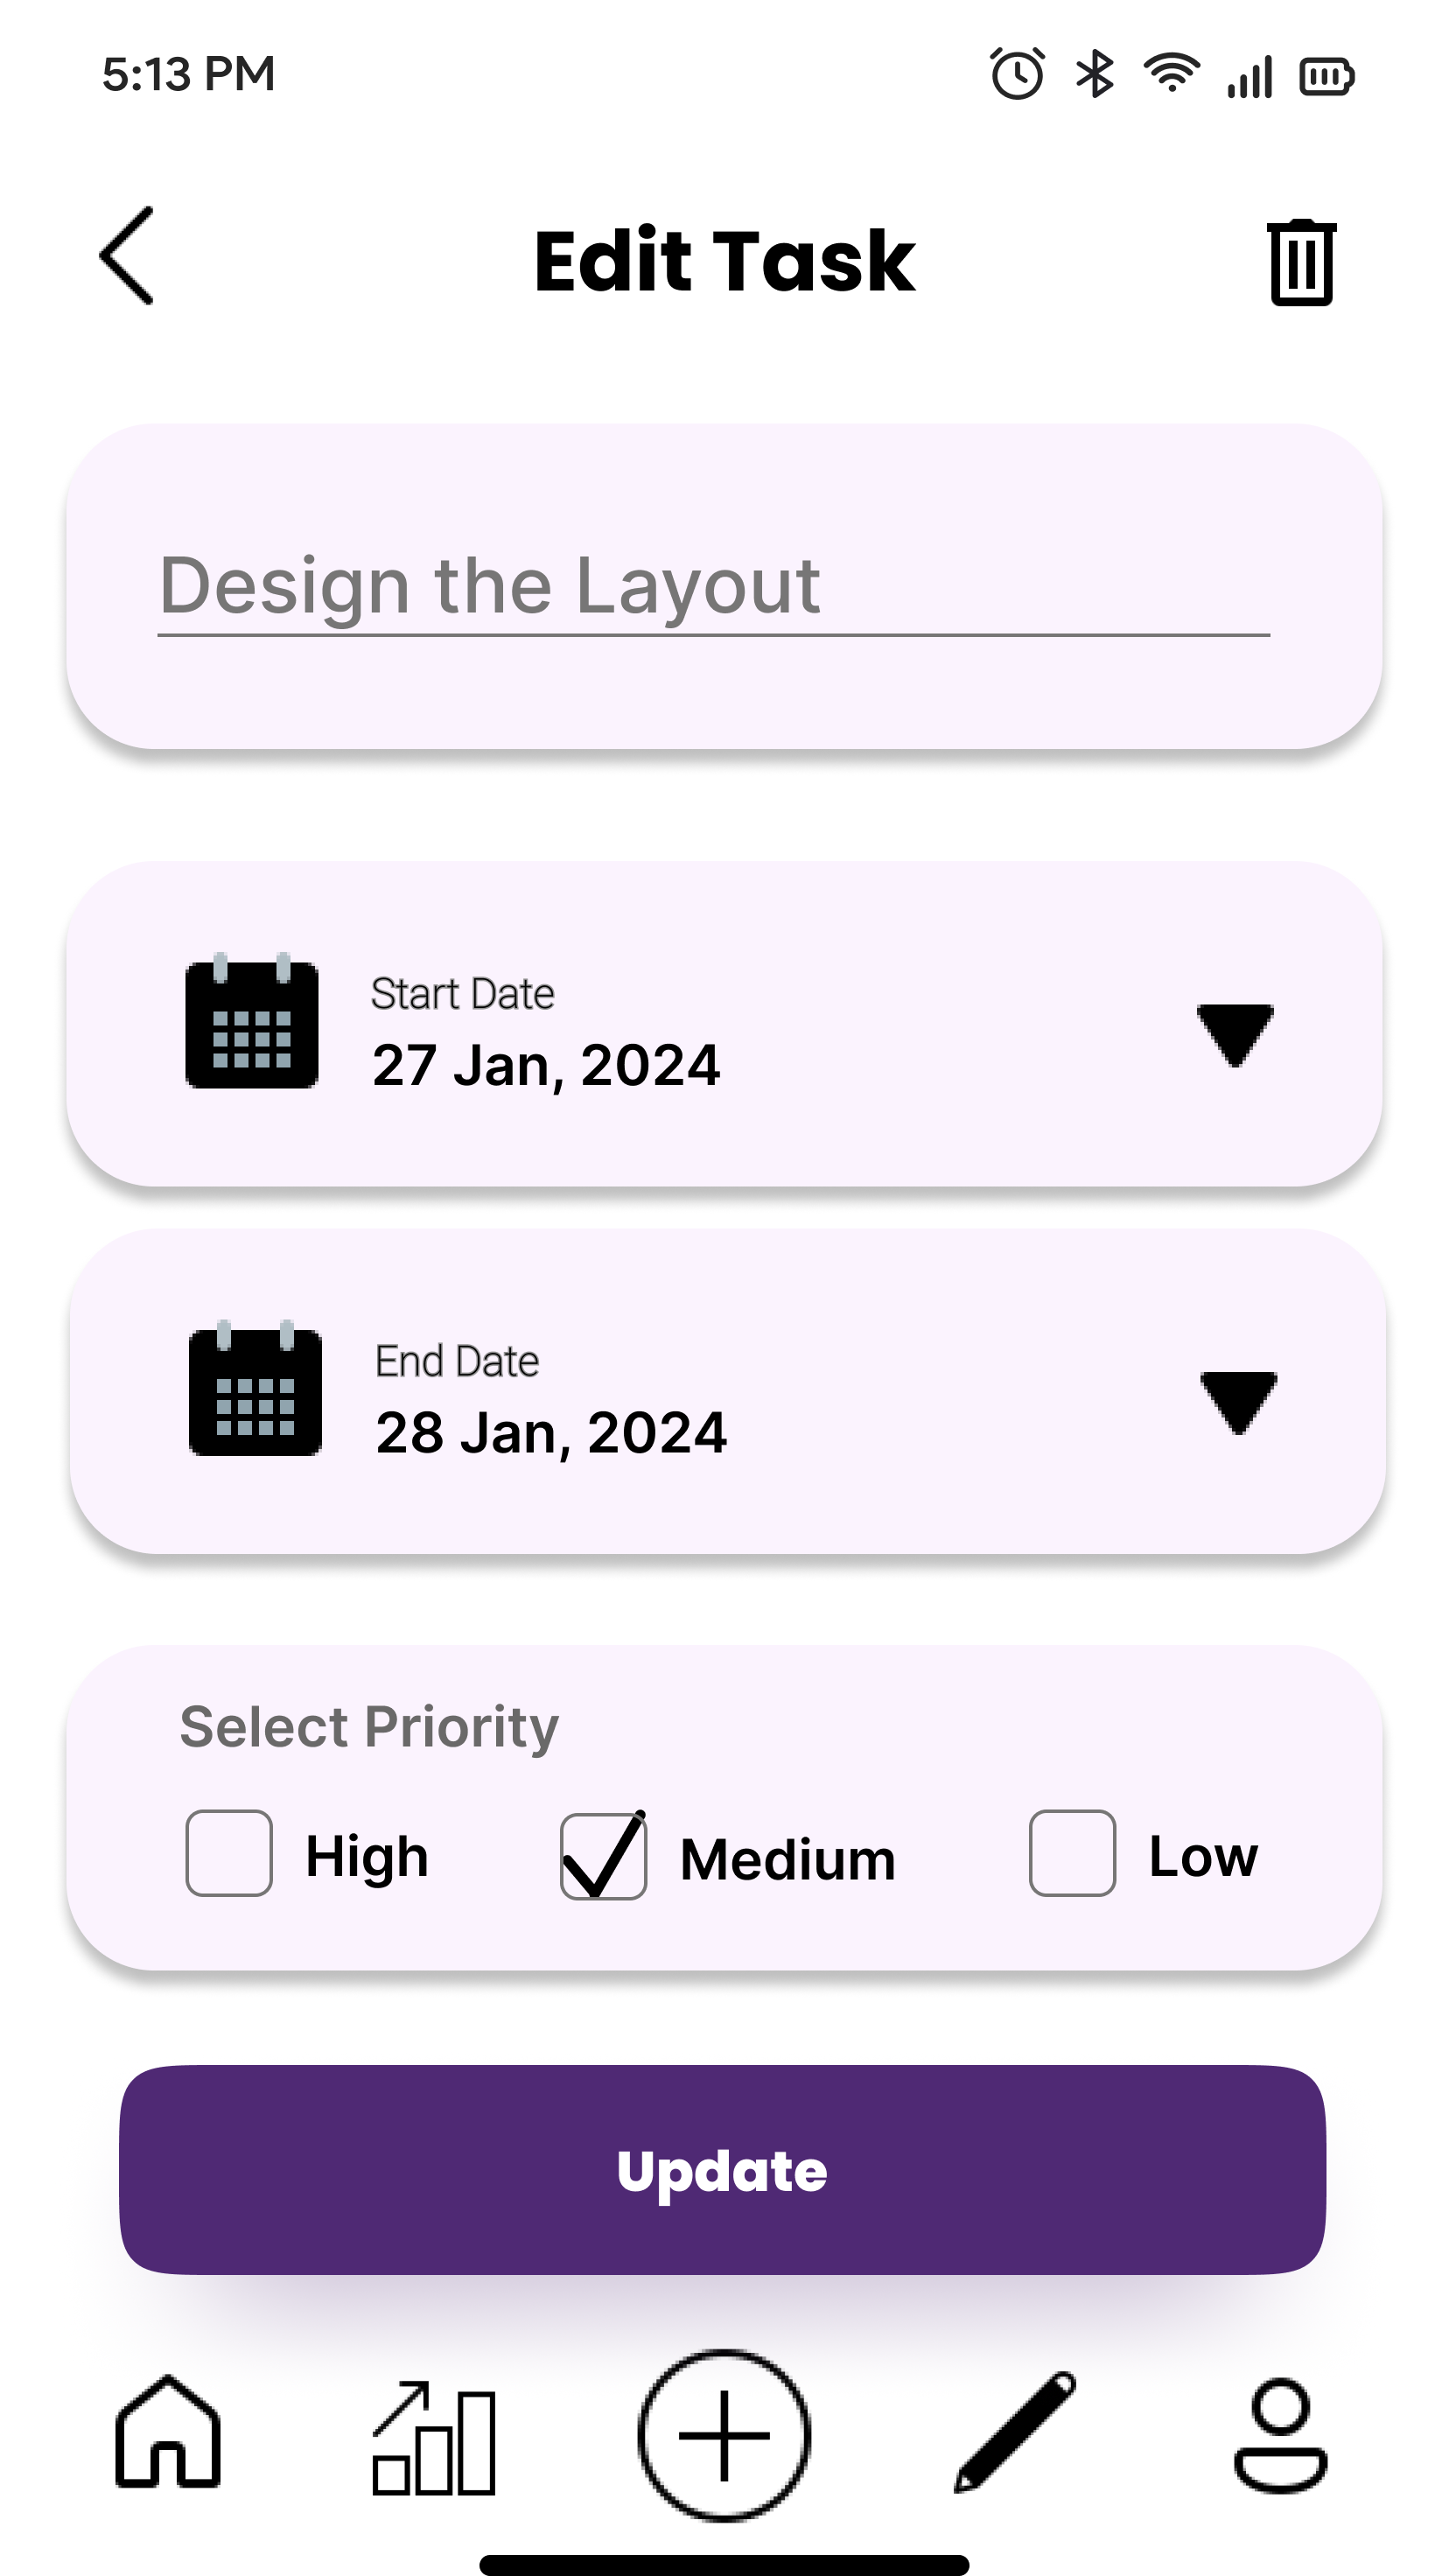 5:13 PM
Edit Task
Design the Layout
Start Date
27 Jan, 2024
End Date
28 Jan, 2024
Select Priority
High Medium Low
Update